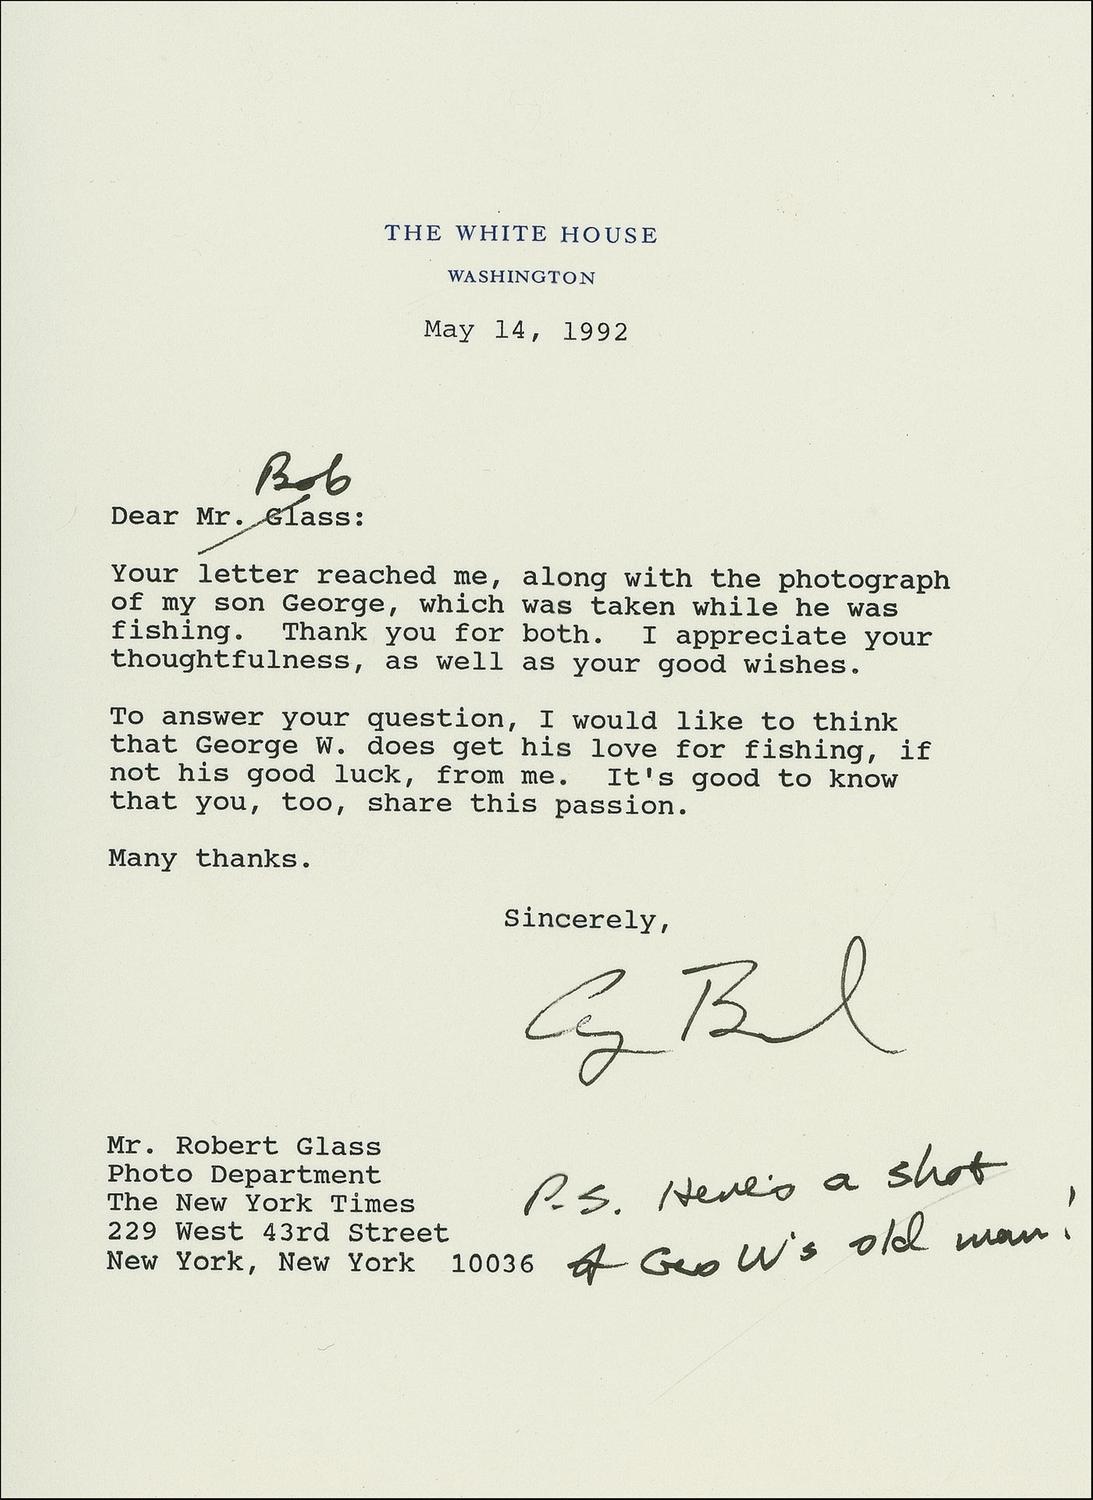 THE WHITE HOUSE
WASHINGTON
May 14, 1992
Bob
Dear Mr. Glass:
Your letter reached me, along with the photograph
of my son George, which was taken while he was
fishing.  Thank you for both.  I appreciate your
thoughtfulness, as well as your good wishes.
To answer your question, I would like to think
that George W. does get his love for fishing, if
not his good luck, from me.  It's good to know
that you, too, share this passion.
Many thanks.
Sincerely,
Mr. Robert Glass
Photo Department
The New York Times
229 West 43rd Street
New York, New York  10036
P.S. Here's a shot
of Geo W's old man!